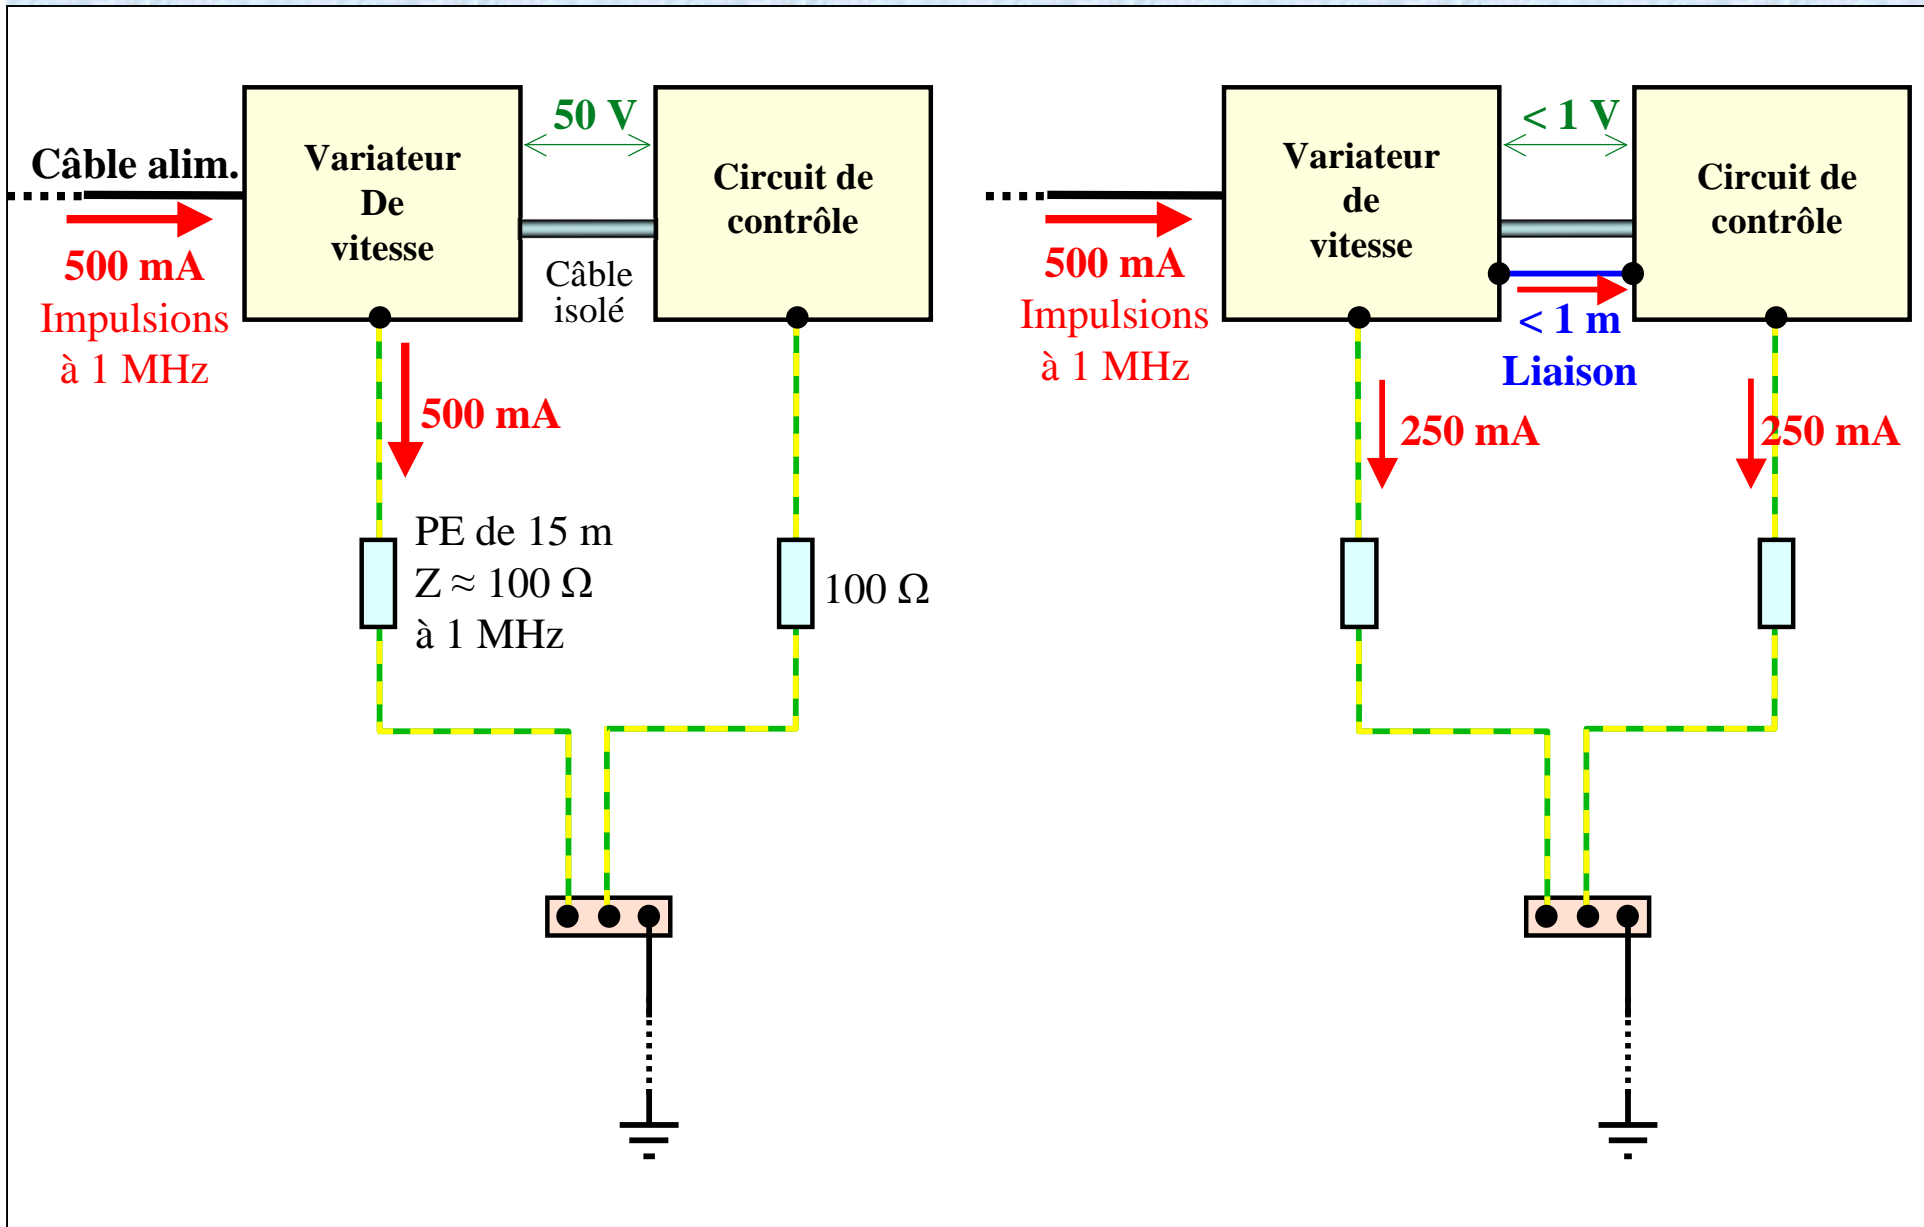 Câble alim.
500 mA
Impulsions
à 1 MHz
Variateur
De
vitesse
50 V
Câble
isolé
Circuit de
contrôle
500 mA
PE de 15 m
Z ≈ 100 Ω
à 1 MHz
100 Ω
500 mA
Impulsions
à 1 MHz
Variateur
de
vitesse
< 1 V
< 1 m
Liaison
Circuit de
contrôle
250 mA
250 mA